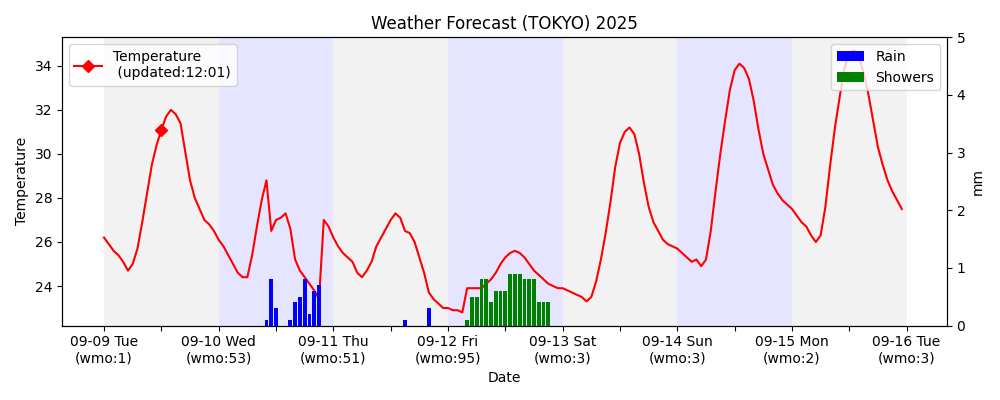 Weather Forecast (TOKYO) 2025
Temperature
(updated:12:01)
Rain
Showers
34
32
30
28
26
24
Temperature
5
4
3
2
1
0
mm
09-09 Tue
(wmo:1)
09-10 Wed
(wmo:53)
09-11 Thu
(wmo:51)
09-12 Fri
(wmo:95)
09-13 Sat
(wmo:3)
09-14 Sun
(wmo:3)
09-15 Mon
(wmo:2)
09-16 Tue
(wmo:3)
Date